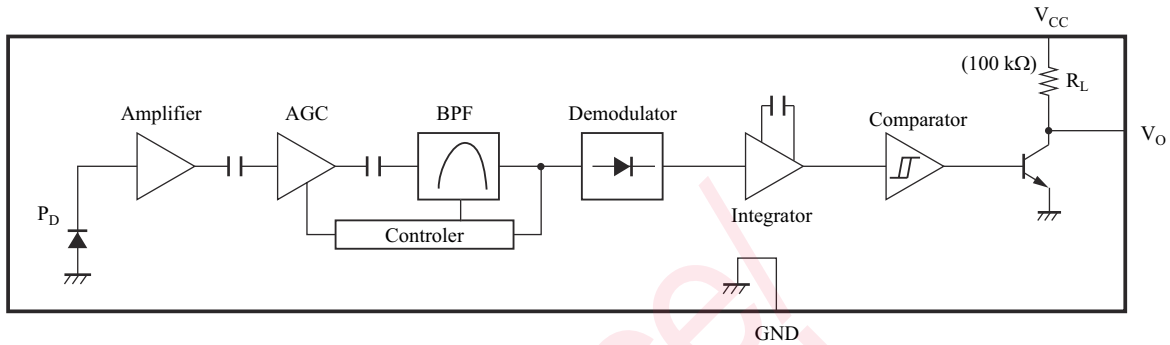 V_CC
(100 kΩ)
R_L
Amplifier
AGC
BPF
Demodulator
Comparator
V_O
P_D
Integrator
Controler
GND